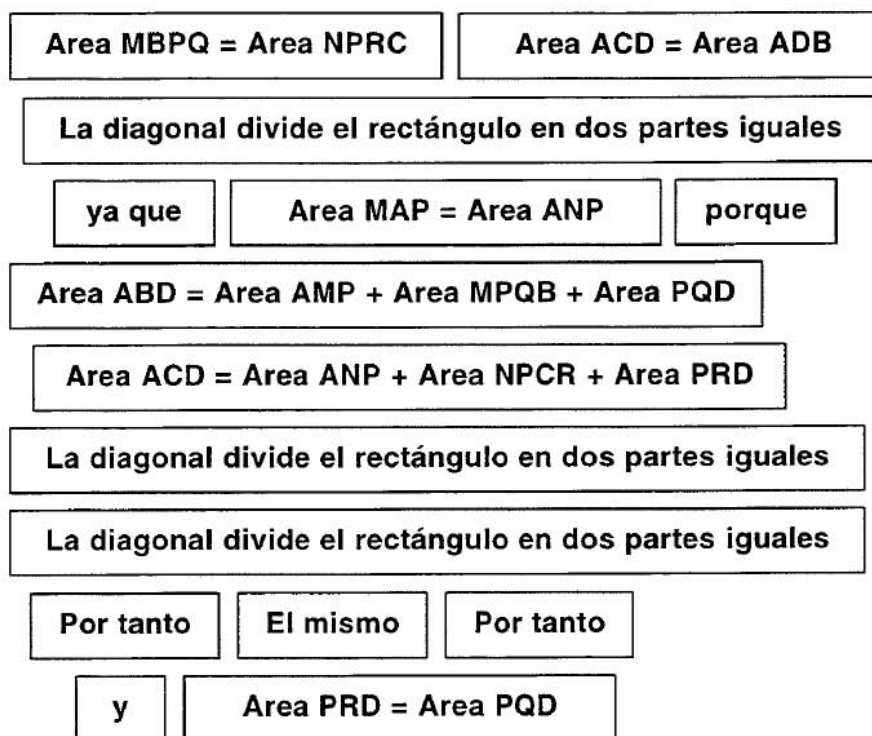 Area MBPQ = Area NPRC Area ACD = Area ADB
La diagonal divide el rectángulo en dos partes iguales
ya que Area MAP = Area ANP porque
Area ABD = Area AMP + Area MPQB + Area PQD
Area ACD = Area ANP + Area NPCR + Area PRD
La diagonal divide el rectángulo en dos partes iguales
La diagonal divide el rectángulo en dos partes iguales
Por tanto El mismo Por tanto
y Area PRD = Area PQD